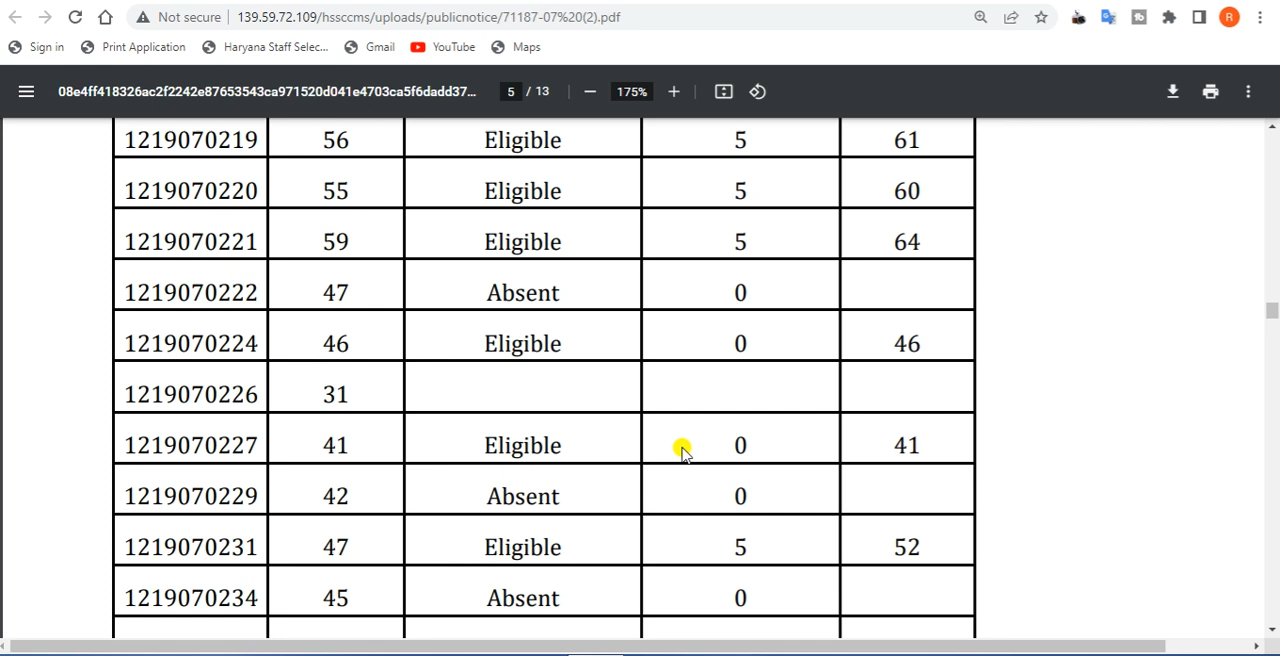 Not secure | 139.59.72.109/hssccms/uploads/publicnotice/71187-07%20(2).pdf
R
Sign in Print Application Haryana Staff Selec... Gmail YouTube Maps
08e4ff418326ac2f2242e87653543ca971520d041e4703ca5f6dadd37... 5 / 13 175%
1219070219 56 Eligible 5 61
1219070220 55 Eligible 5 60
1219070221 59 Eligible 5 64
1219070222 47 Absent 0
1219070224 46 Eligible 0 46
1219070226 31
1219070227 41 Eligible 0 41
1219070229 42 Absent 0
1219070231 47 Eligible 5 52
1219070234 45 Absent 0